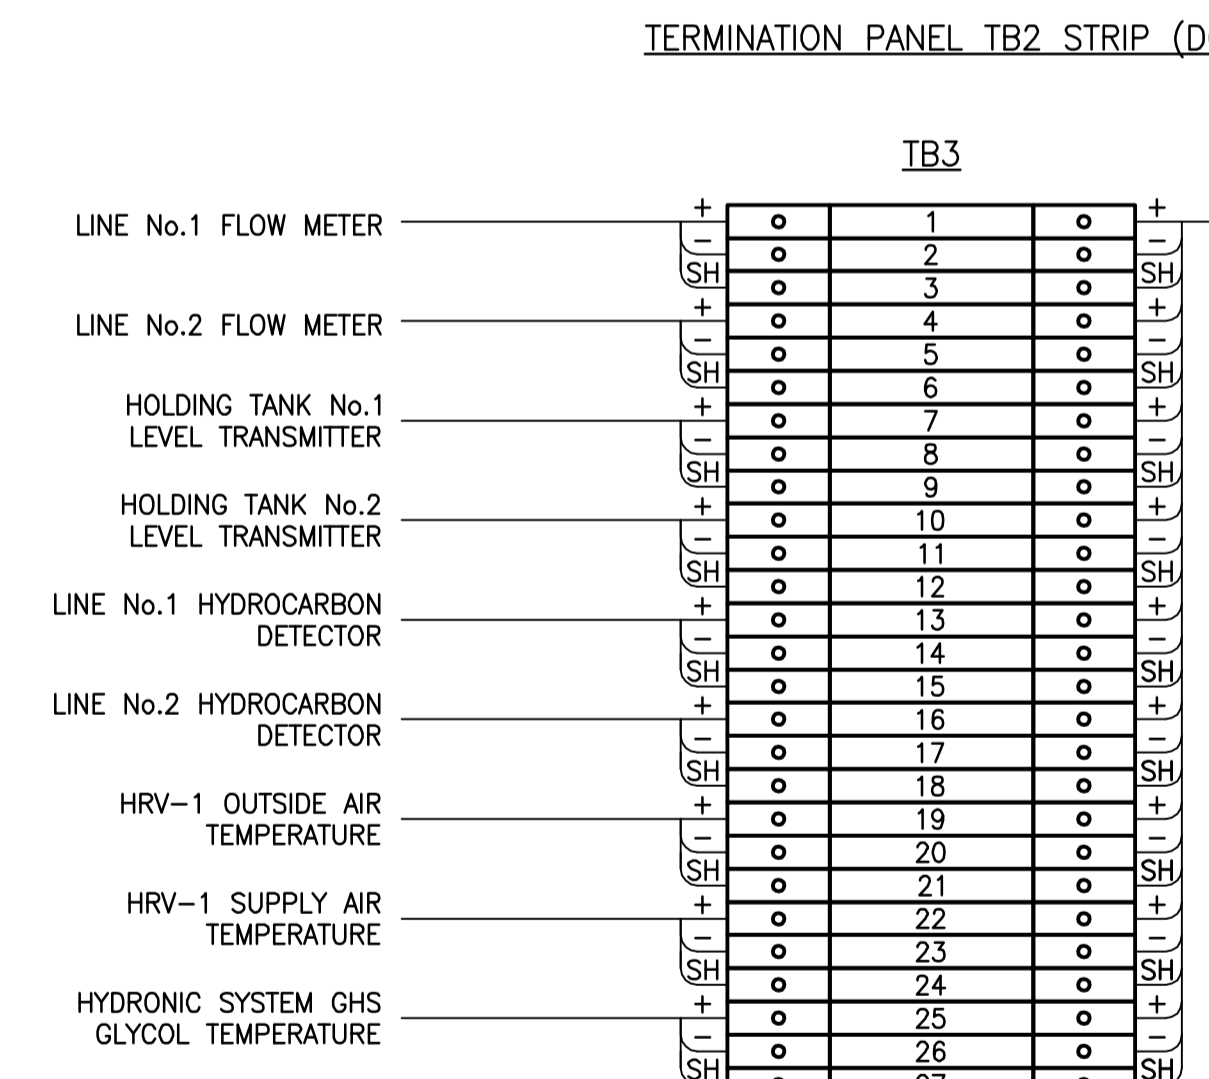 TERMINATION PANEL TB2 STRIP
TB3
LINE No.1 FLOW METER + 1 +
- 2 -
SH 3 SH
LINE No.2 FLOW METER + 4 +
- 5 -
SH 6 SH
HOLDING TANK No.1
LEVEL TRANSMITTER + 7 +
- 8 -
SH 9 SH
HOLDING TANK No.2
LEVEL TRANSMITTER + 10 +
- 11 -
SH 12 SH
LINE No.1 HYDROCARBON
DETECTOR + 13 +
- 14 -
SH 15 SH
LINE No.2 HYDROCARBON
DETECTOR + 16 +
- 17 -
SH 18 SH
HRV-1 OUTSIDE AIR
TEMPERATURE + 19 +
- 20 -
SH 21 SH
HRV-1 SUPPLY AIR
TEMPERATURE + 22 +
- 23 -
SH 24 SH
HYDRONIC SYSTEM GHS
GLYCOL TEMPERATURE + 25 +
- 26 -
SH SH